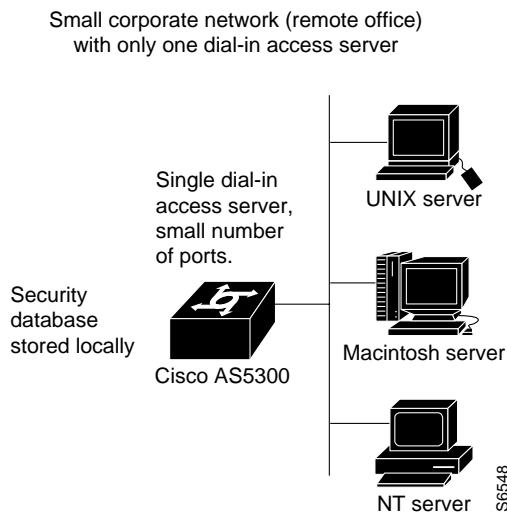 Small corporate network (remote office)
with only one dial-in access server
Single dial-in
access server,
small number
of ports.
UNIX server
Security
database
stored locally
Cisco AS5300
Macintosh server
NT server
S6548